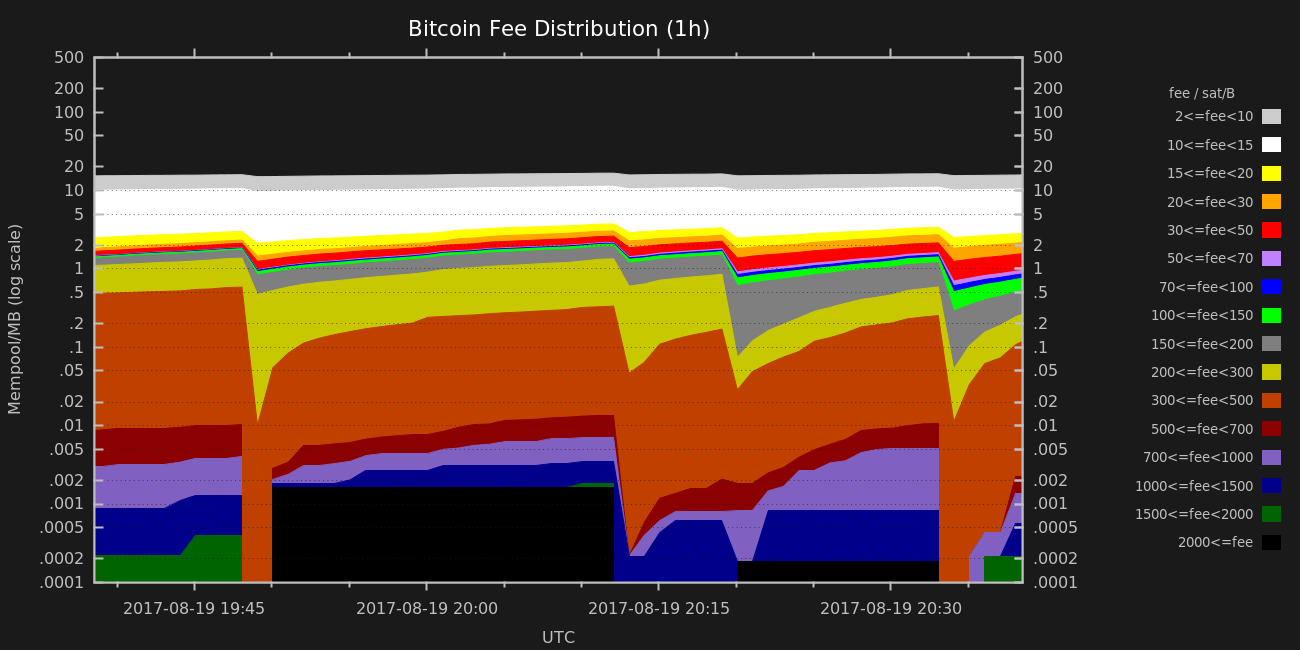 Bitcoin Fee Distribution (1h)
500
200
100
50
20
10
5
2
1
.5
.2
.1
.05
.02
.01
.005
.002
.001
.0005
.0002
.0001
Mempool/MB (log scale)
500
200
100
50
20
10
5
2
1
.5
.2
.1
.05
.02
.01
.005
.002
.001
.0005
.0002
.0001
2017-08-19 19:45
2017-08-19 20:00
2017-08-19 20:15
2017-08-19 20:30
UTC
fee / sat/B
2<=fee<10
10<=fee<15
15<=fee<20
20<=fee<30
30<=fee<50
50<=fee<70
70<=fee<100
100<=fee<150
150<=fee<200
200<=fee<300
300<=fee<500
500<=fee<700
700<=fee<1000
1000<=fee<1500
1500<=fee<2000
2000<=fee